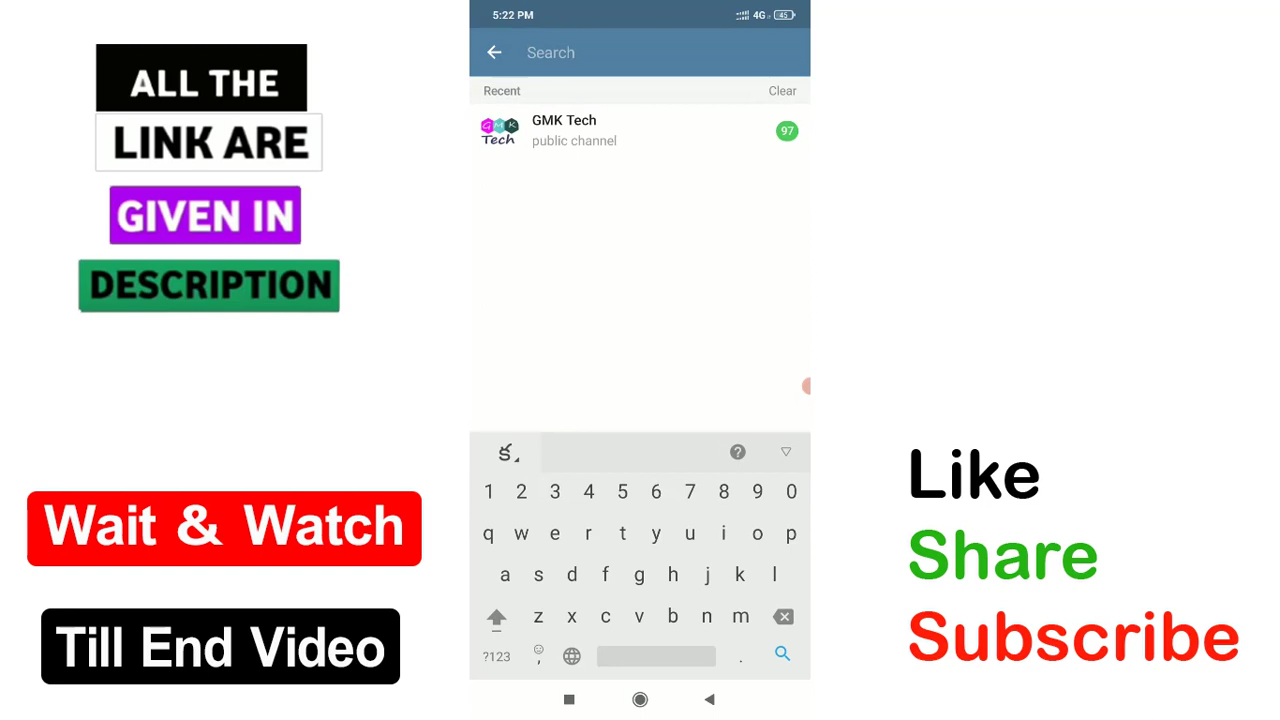 ALL THE
LINK ARE
GIVEN IN
DESCRIPTION
Wait & Watch
Till End Video
5:22 PM
4G
45
Search
Recent
Clear
GMK Tech
GMK
Tech
public channel
97
1 2 3 4 5 6 7 8 9 0
q w e r t y u i o p
a s d f g h j k l
z x c v b n m
?123 , .
Like
Share
Subscribe